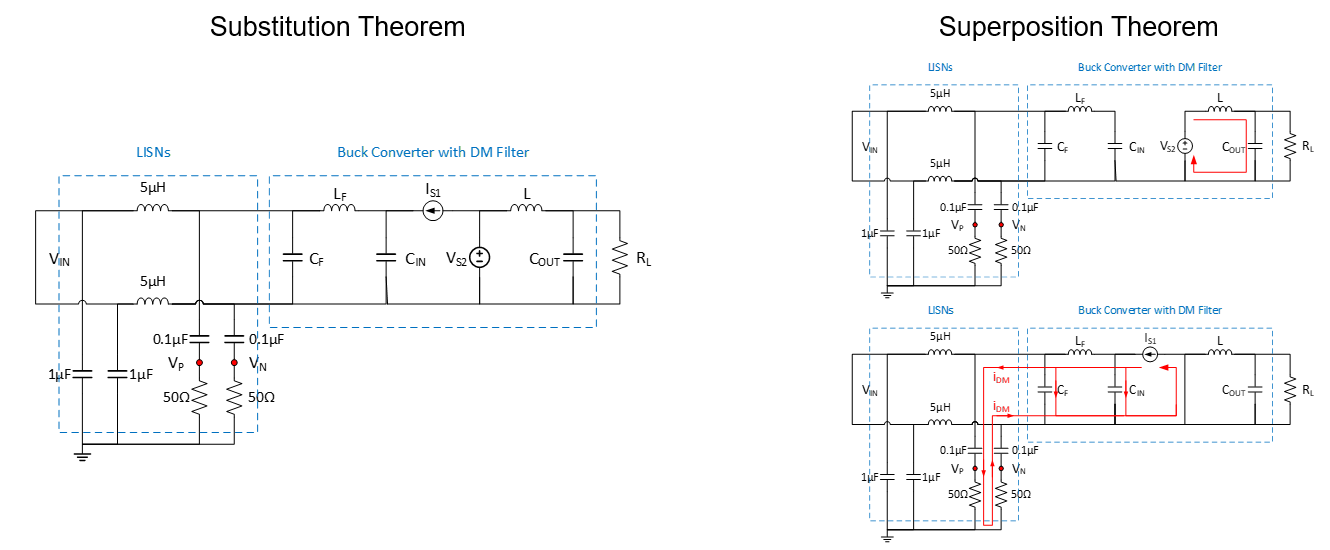 Substitution Theorem
Superposition Theorem
LISNs
Buck Converter with DM Filter
5µH
LF
IS1
L
VIN
CF
CIN
VS2
COUT
RL
5µH
0.1µF
0.1µF
VP
VN
1µF
1µF
50Ω
50Ω
LISNs
Buck Converter with DM Filter
5µH
LF
L
VIN
CF
CIN
VS2
COUT
RL
5µH
0.1µF
0.1µF
VP
VN
1µF
1µF
50Ω
50Ω
LISNs
Buck Converter with DM Filter
5µH
LF
IS1
L
iDM
VIN
CF
CIN
COUT
RL
iDM
5µH
0.1µF
0.1µF
VP
VN
1µF
1µF
50Ω
50Ω